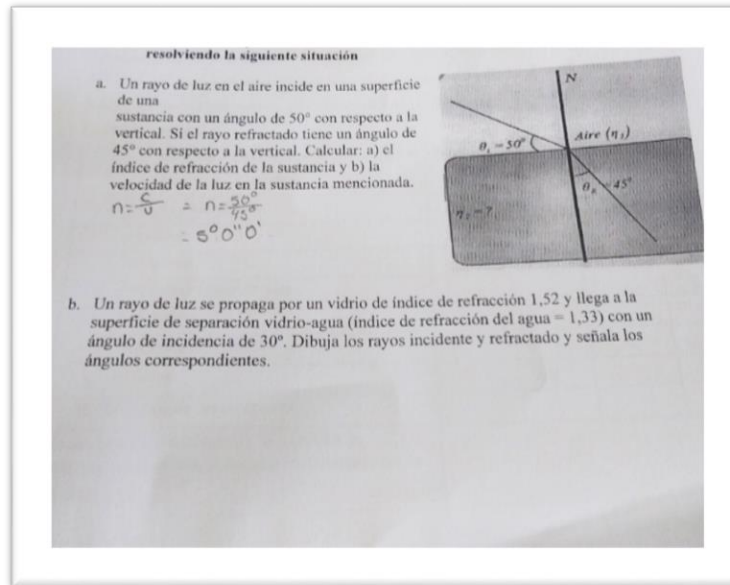 resolviendo la siguiente situación
a. Un rayo de luz en el aire incide en una superficie
de una
sustancia con un ángulo de 50° con respecto a la
vertical. Si el rayo refractado tiene un ángulo de
45° con respecto a la vertical. Calcular: a) el
índice de refracción de la sustancia y b) la
velocidad de la luz en la sustancia mencionada.
n=c/v = n=50°/45°
= 5°0"0'
N
Aire (η₁)
θᵢ = 50°
θR = 45°
η₂ = ?
b. Un rayo de luz se propaga por un vidrio de índice de refracción 1,52 y llega a la
superficie de separación vidrio-agua (índice de refracción del agua = 1,33) con un
ángulo de incidencia de 30º. Dibuja los rayos incidente y refractado y señala los
ángulos correspondientes.